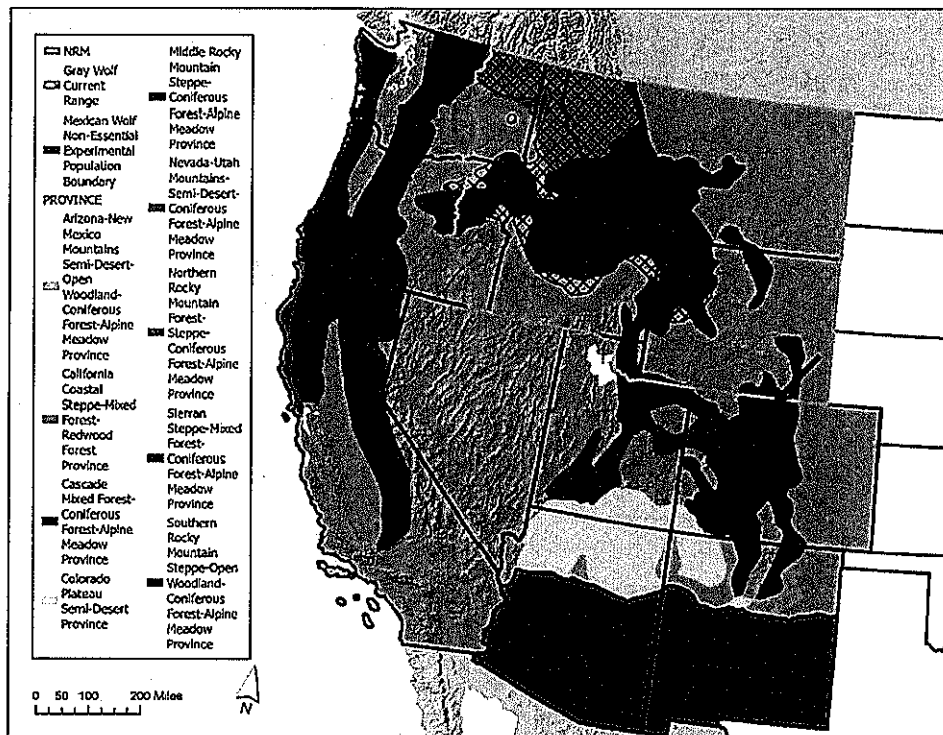 NRM
Gray Wolf
Current
Range
Mexican Wolf
Non-Essential
Experimental
Population
Boundary
PROVINCE
Arizona-New
Mexico
Mountains
Semi-Desert-
Open
Woodland-
Coniferous
Forest-Alpine
Meadow
Province
California
Coastal
Steppe-Mixed
Forest-
Redwood
Forest
Province
Cascade
Mixed Forest-
Coniferous
Forest-Alpine
Meadow
Province
Colorado
Plateau
Semi-Desert
Province
Middle Rocky
Mountain
Steppe-
Coniferous
Forest-Alpine
Meadow
Province
Nevada-Utah
Mountains-
Semi-Desert-
Coniferous
Forest-Alpine
Meadow
Province
Northern
Rocky
Mountain
Forest-
Steppe-
Coniferous
Forest-Alpine
Meadow
Province
Sierran
Steppe-Mixed
Forest-
Coniferous
Forest-Alpine
Meadow
Province
Southern
Rocky
Mountain
Steppe-Open
Woodland-
Coniferous
Forest-Alpine
Meadow
Province
0 50 100 200 Miles
N